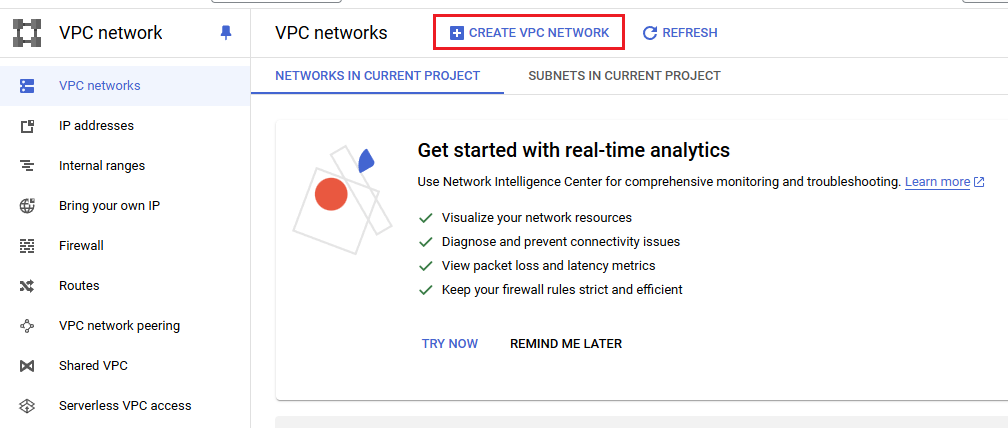 VPC network
VPC networks
IP addresses
Internal ranges
Bring your own IP
Firewall
Routes
VPC network peering
Shared VPC
Serverless VPC access
VPC networks
CREATE VPC NETWORK
REFRESH
NETWORKS IN CURRENT PROJECT
SUBNETS IN CURRENT PROJECT
Get started with real-time analytics
Use Network Intelligence Center for comprehensive monitoring and troubleshooting. Learn more
Visualize your network resources
Diagnose and prevent connectivity issues
View packet loss and latency metrics
Keep your firewall rules strict and efficient
TRY NOW
REMIND ME LATER